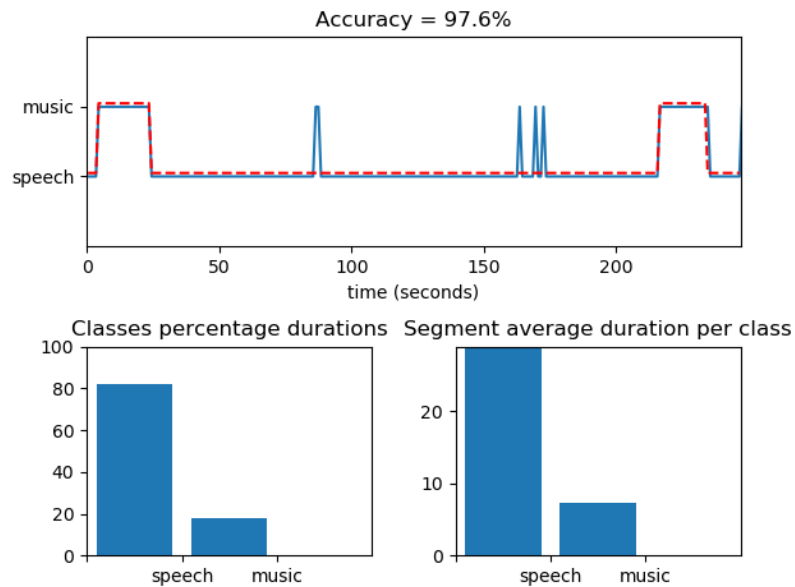 Accuracy = 97.6%
music
speech
0 50 100 150 200
time (seconds)
Classes percentage durations
100
80
60
40
20
0
speech music
Segment average duration per class
20
10
0
speech music